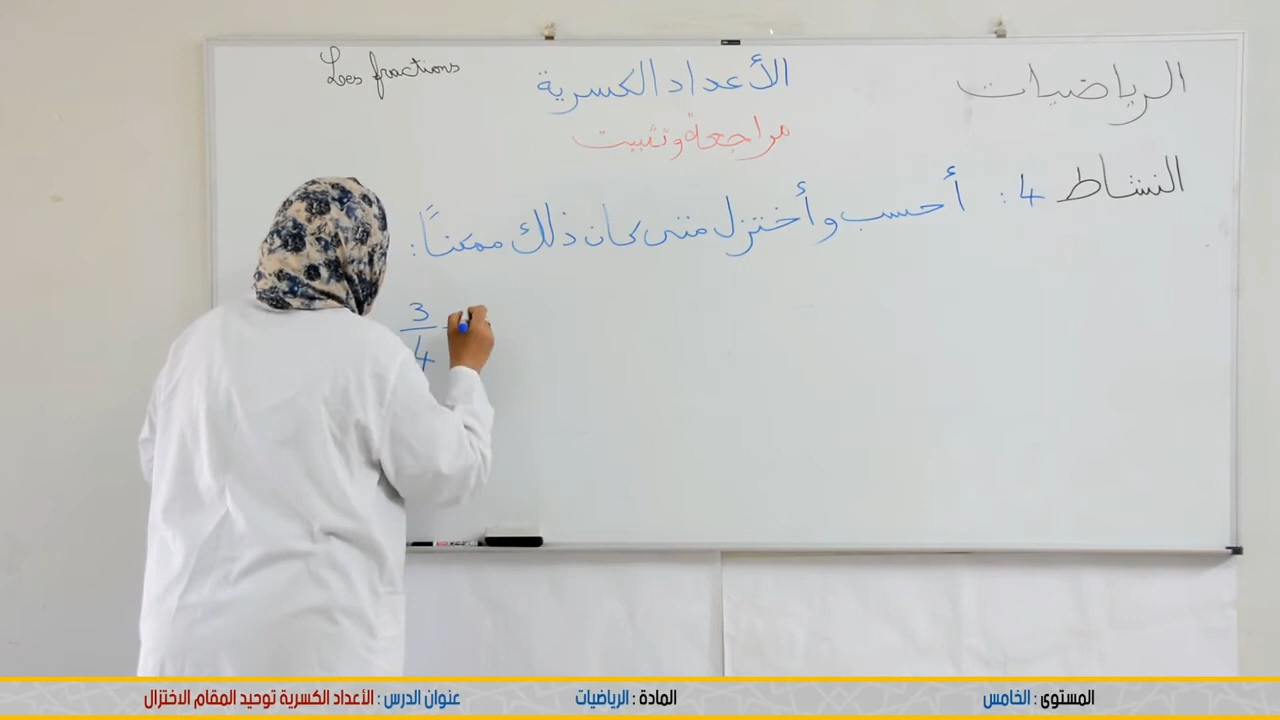 الرياضيات
الأعداد الكسرية
Les fractions
مراجعة وتثبيت
النشاط 4 : أحسب وأختزل متى كان ذلك ممكناً :
3
4
المستوى : الخامس
المادة : الرياضيات
عنوان الدرس : الأعداد الكسرية توحيد المقام الاختزال